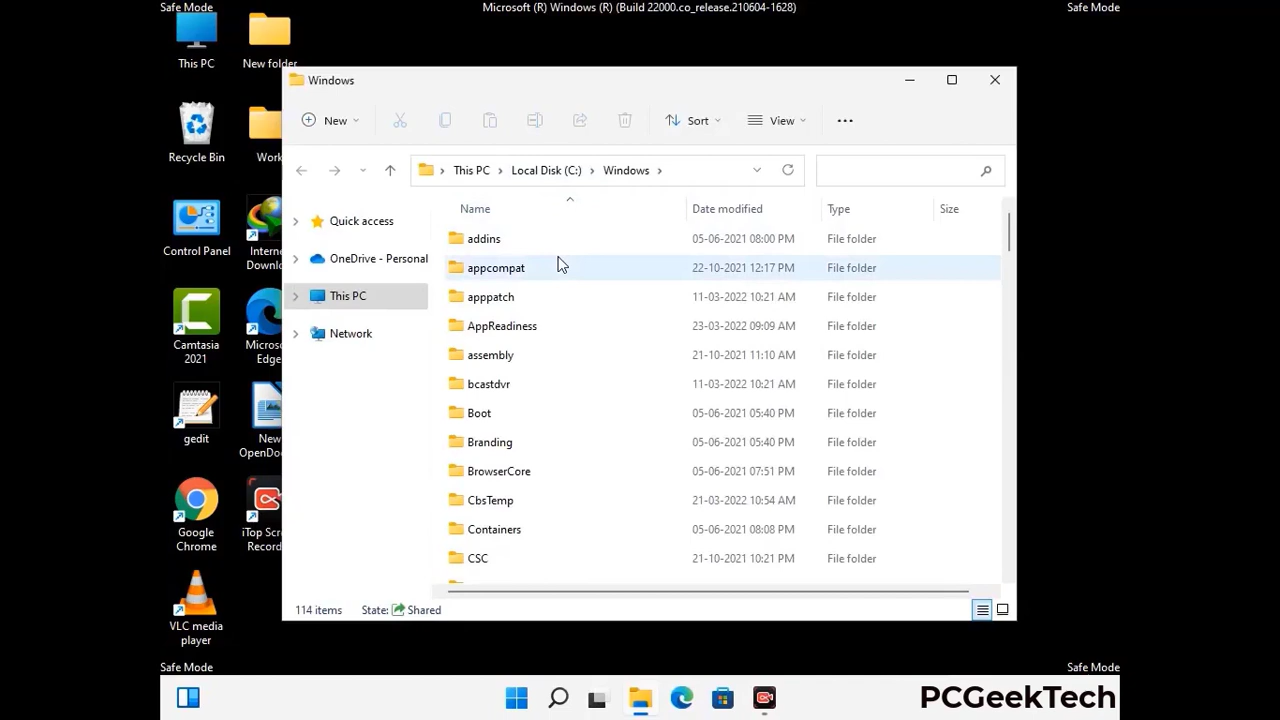 Safe Mode
Microsoft (R) Windows (R) (Build 22000.co_release.210604-1628)
Safe Mode
This PC
New folder
Recycle Bin
Work
Control Panel
Internet
Downlo
Camtasia
2021
Microso
Edge
gedit
New
OpenDoc
Google
Chrome
iTop Scre
Record
VLC media
player
Windows
New
Sort
View
This PC
Local Disk (C:)
Windows
Quick access
OneDrive - Personal
This PC
Network
Name Date modified Type Size
addins 05-06-2021 08:00 PM File folder
appcompat 22-10-2021 12:17 PM File folder
apppatch 11-03-2022 10:21 AM File folder
AppReadiness 23-03-2022 09:09 AM File folder
assembly 21-10-2021 11:10 AM File folder
bcastdvr 11-03-2022 10:21 AM File folder
Boot 05-06-2021 05:40 PM File folder
Branding 05-06-2021 05:40 PM File folder
BrowserCore 05-06-2021 07:51 PM File folder
CbsTemp 21-03-2022 10:54 AM File folder
Containers 05-06-2021 08:08 PM File folder
CSC 21-10-2021 10:21 PM File folder
114 items State: Shared
Safe Mode
Safe Mode
PCGeekTech